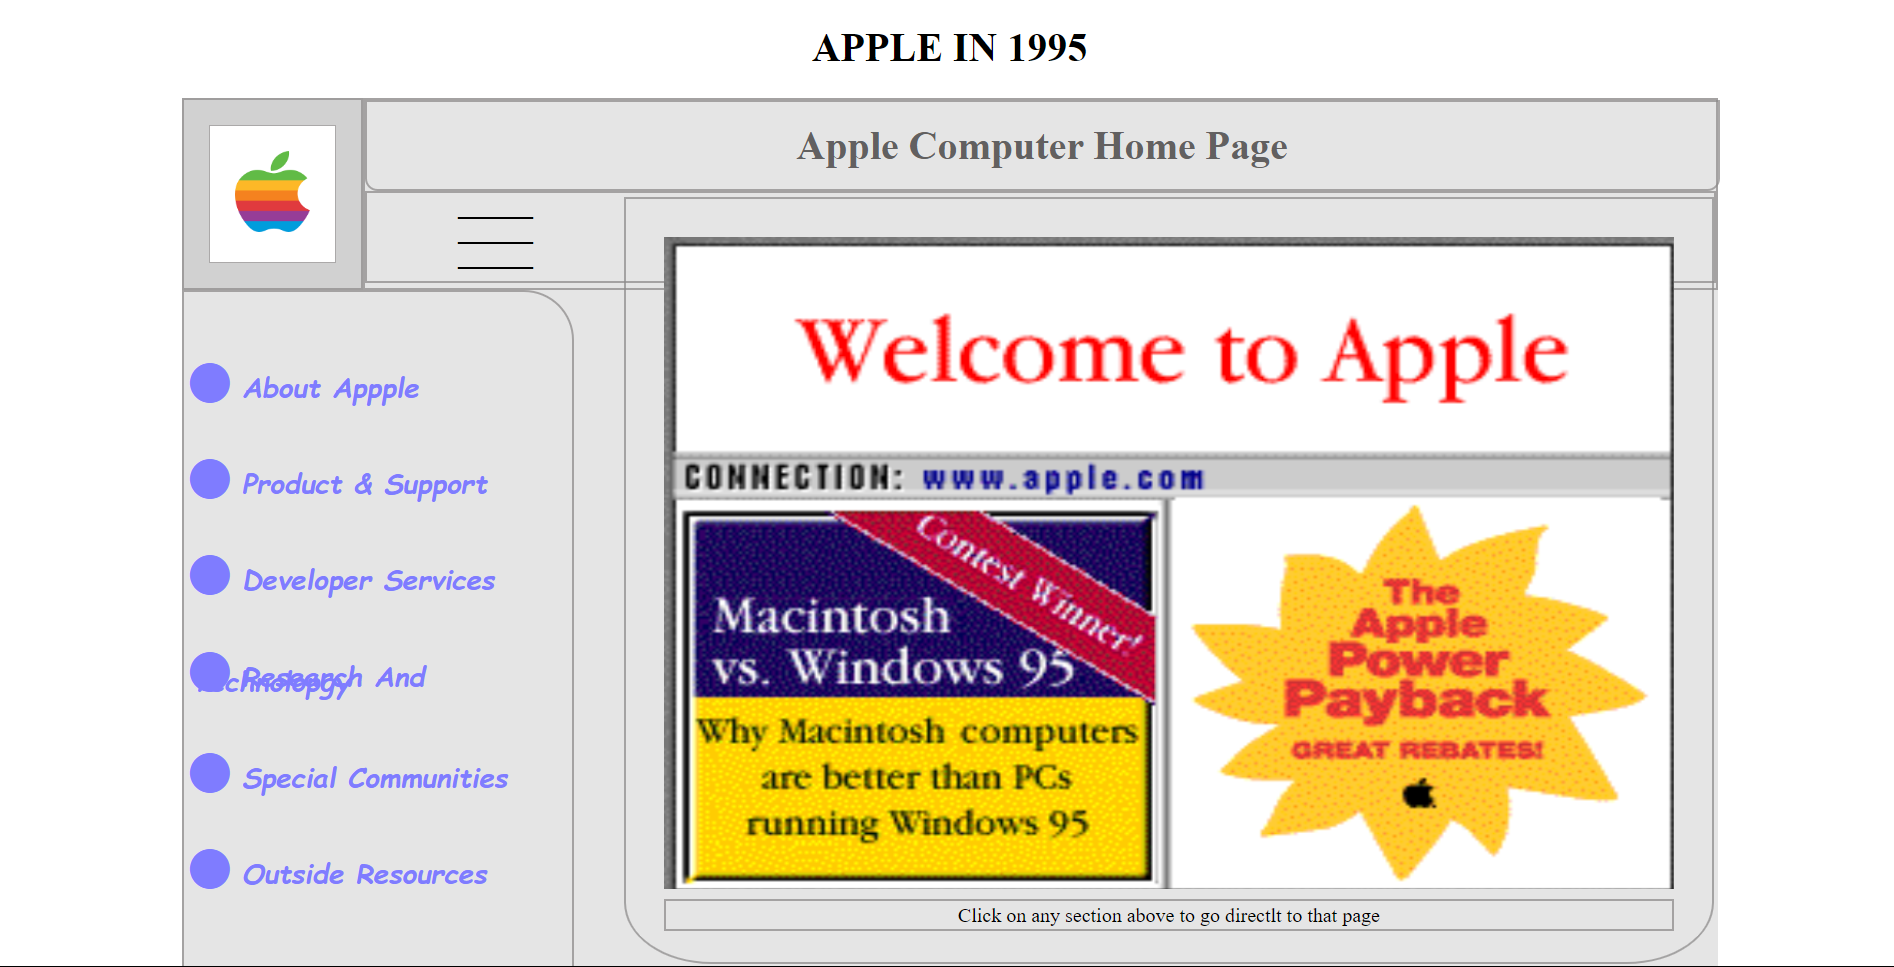 APPLE IN 1995
Apple Computer Home Page
About Appple
Product & Support
Developer Services
Research And
Technolopgy
Special Communities
Outside Resources
Welcome to Apple
CONNECTION: www.apple.com
Contest Winner!
Macintosh
vs. Windows 95
Why Macintosh computers
are better than PCs
running Windows 95
The
Apple
Power
Payback
GREAT REBATES!
Click on any section above to go directlt to that page